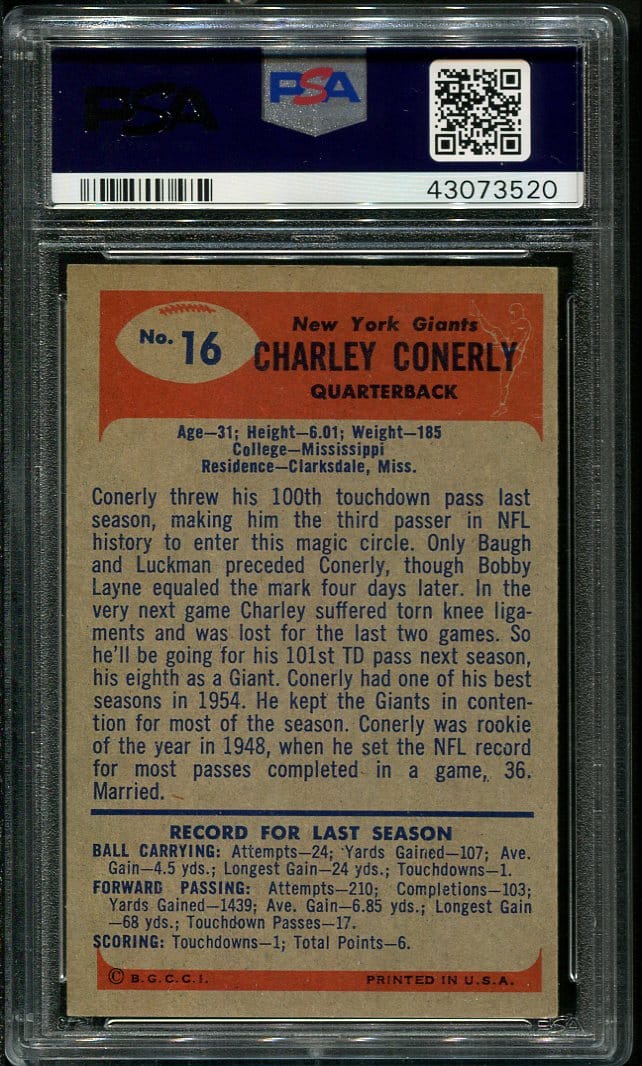 PSA
PSA
43073520
No. 16
New York Giants
CHARLEY CONERLY
QUARTERBACK
Age—31; Height—6.01; Weight—185
College—Mississippi
Residence—Clarksdale, Miss.
Conerly threw his 100th touchdown pass last
season, making him the third passer in NFL
history to enter this magic circle. Only Baugh
and Luckman preceded Conerly, though Bobby
Layne equaled the mark four days later. In the
very next game Charley suffered torn knee liga-
ments and was lost for the last two games. So
he'll be going for his 101st TD pass next season,
his eighth as a Giant. Conerly had one of his best
seasons in 1954. He kept the Giants in conten-
tion for most of the season. Conerly was rookie
of the year in 1948, when he set the NFL record
for most passes completed in a game, 36.
Married.
RECORD FOR LAST SEASON
BALL CARRYING: Attempts—24; Yards Gained—107; Ave.
Gain—4.5 yds.; Longest Gain—24 yds.; Touchdowns—1.
FORWARD PASSING: Attempts—210; Completions—103;
Yards Gained—1439; Ave. Gain—6.85 yds.; Longest Gain
—68 yds.; Touchdown Passes—17.
SCORING: Touchdowns—1; Total Points—6.
© B.G.C.C.I. PRINTED IN U.S.A.
PSA